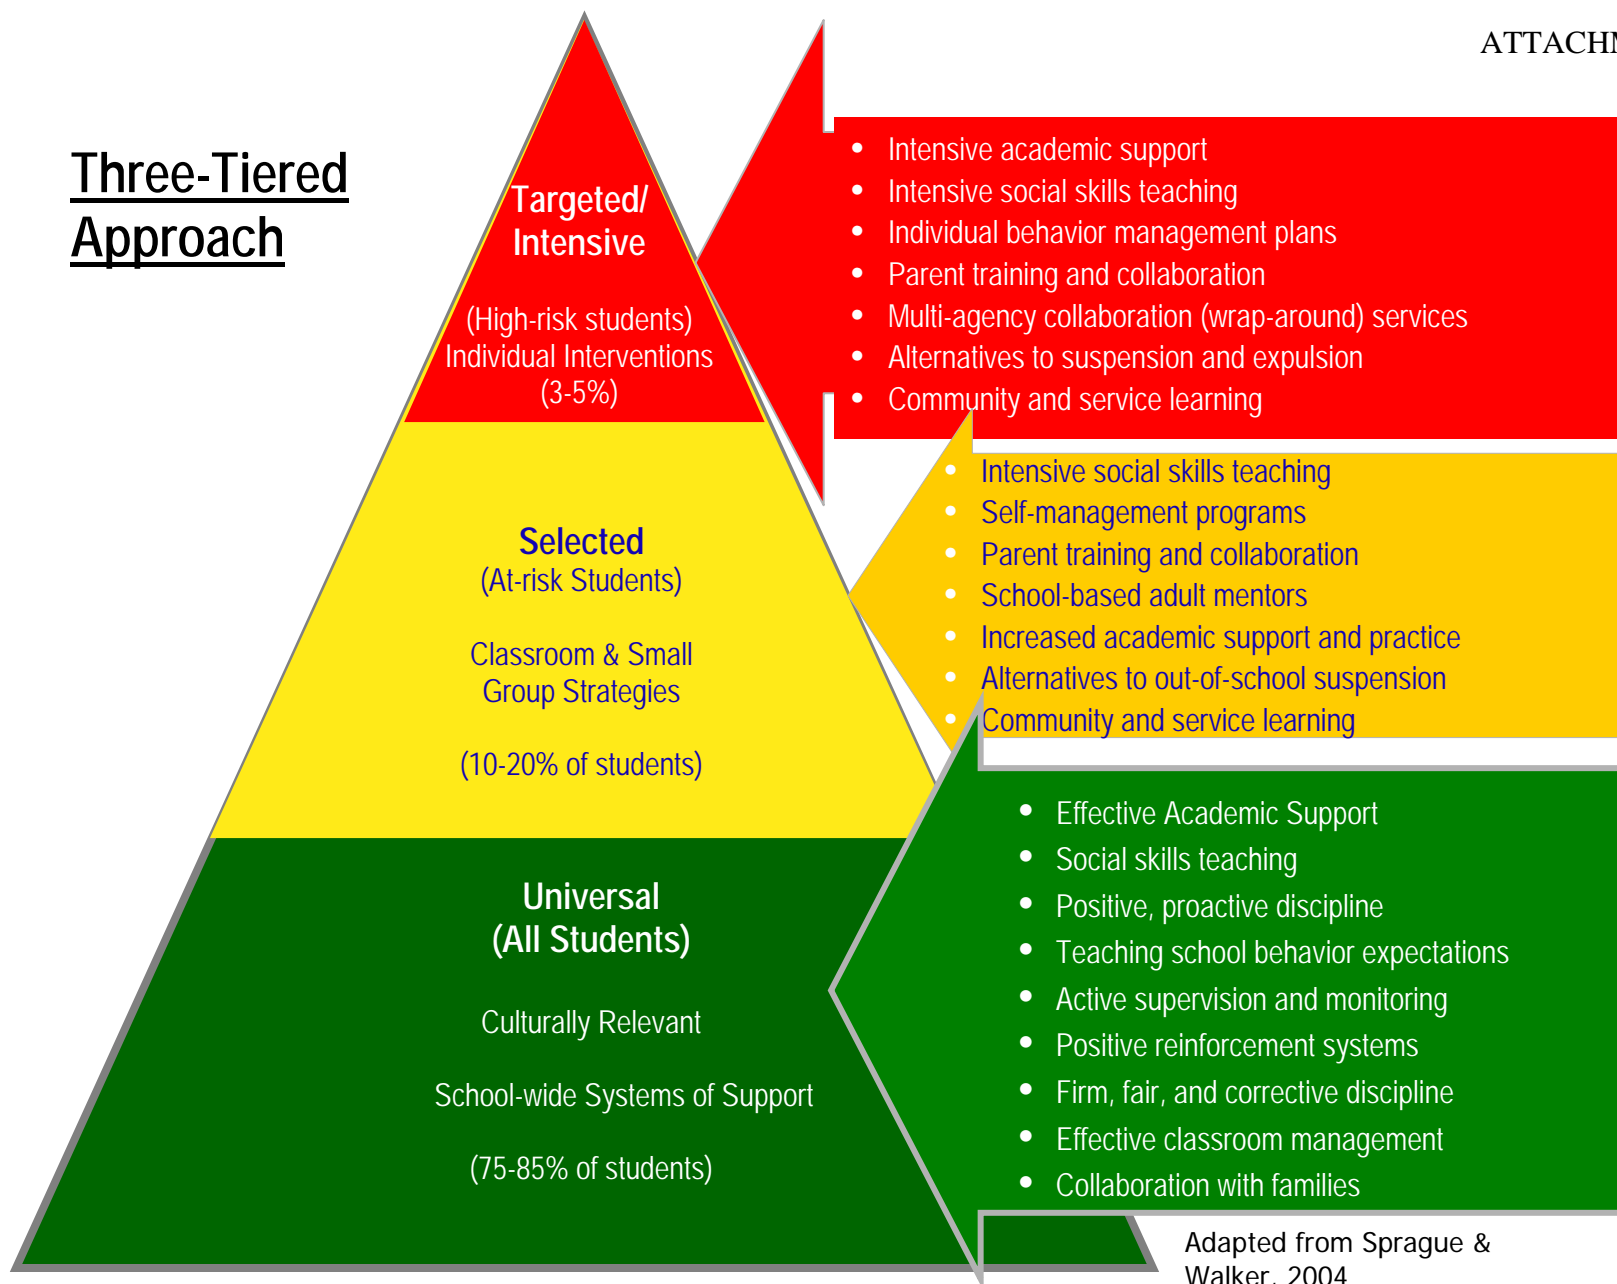 ATTACHM
Three-Tiered
Approach
Targeted/
Intensive
(High-risk students)
Individual Interventions
(3-5%)
• Intensive academic support
• Intensive social skills teaching
• Individual behavior management plans
• Parent training and collaboration
• Multi-agency collaboration (wrap-around) services
• Alternatives to suspension and expulsion
• Community and service learning
Selected
(At-risk Students)
Classroom & Small
Group Strategies
(10-20% of students)
• Intensive social skills teaching
• Self-management programs
• Parent training and collaboration
• School-based adult mentors
• Increased academic support and practice
• Alternatives to out-of-school suspension
• Community and service learning
Universal
(All Students)
Culturally Relevant
School-wide Systems of Support
(75-85% of students)
• Effective Academic Support
• Social skills teaching
• Positive, proactive discipline
• Teaching school behavior expectations
• Active supervision and monitoring
• Positive reinforcement systems
• Firm, fair, and corrective discipline
• Effective classroom management
• Collaboration with families
Adapted from Sprague &
Walker, 2004